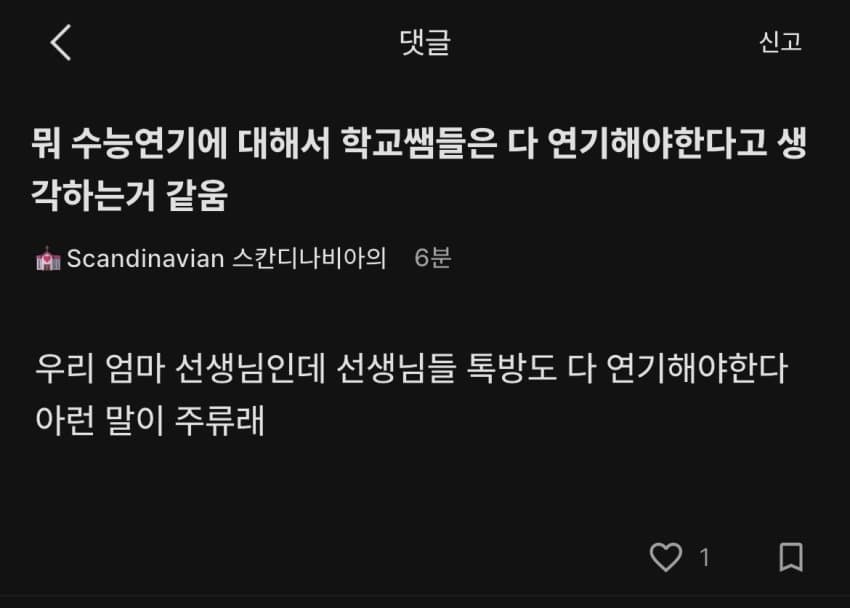 댓글
신고
뭐 수능연기에 대해서 학교쌤들은 다 연기해야한다고 생
각하는거 같움
Scandinavian 스칸디나비아의 6분
우리 엄마 선생님인데 선생님들 톡방도 다 연기해야한다
아런 말이 주류래
1